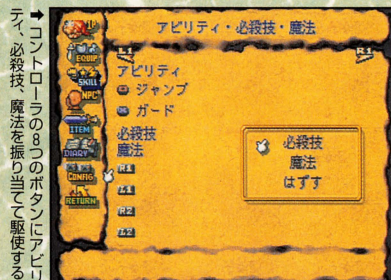 アビリティ・必殺技・魔法
L1
R1
アビリティ
ジャンプ
ガード
必殺技
魔法
R1
L1
R2
L2
EQUIP
SKILL
NPC
ITEM
DIARY
CONFIG
RETURN
必殺技
魔法
はずす
➡コントローラの8つのボタンにアビリ
ティ、必殺技、魔法を振り当てて駆使する